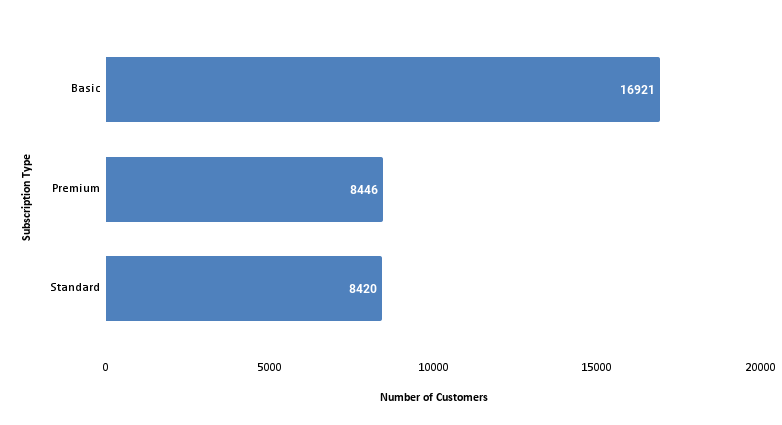 Basic
16921
Premium
8446
Standard
8420
Subscription Type
0 5000 10000 15000 20000
Number of Customers